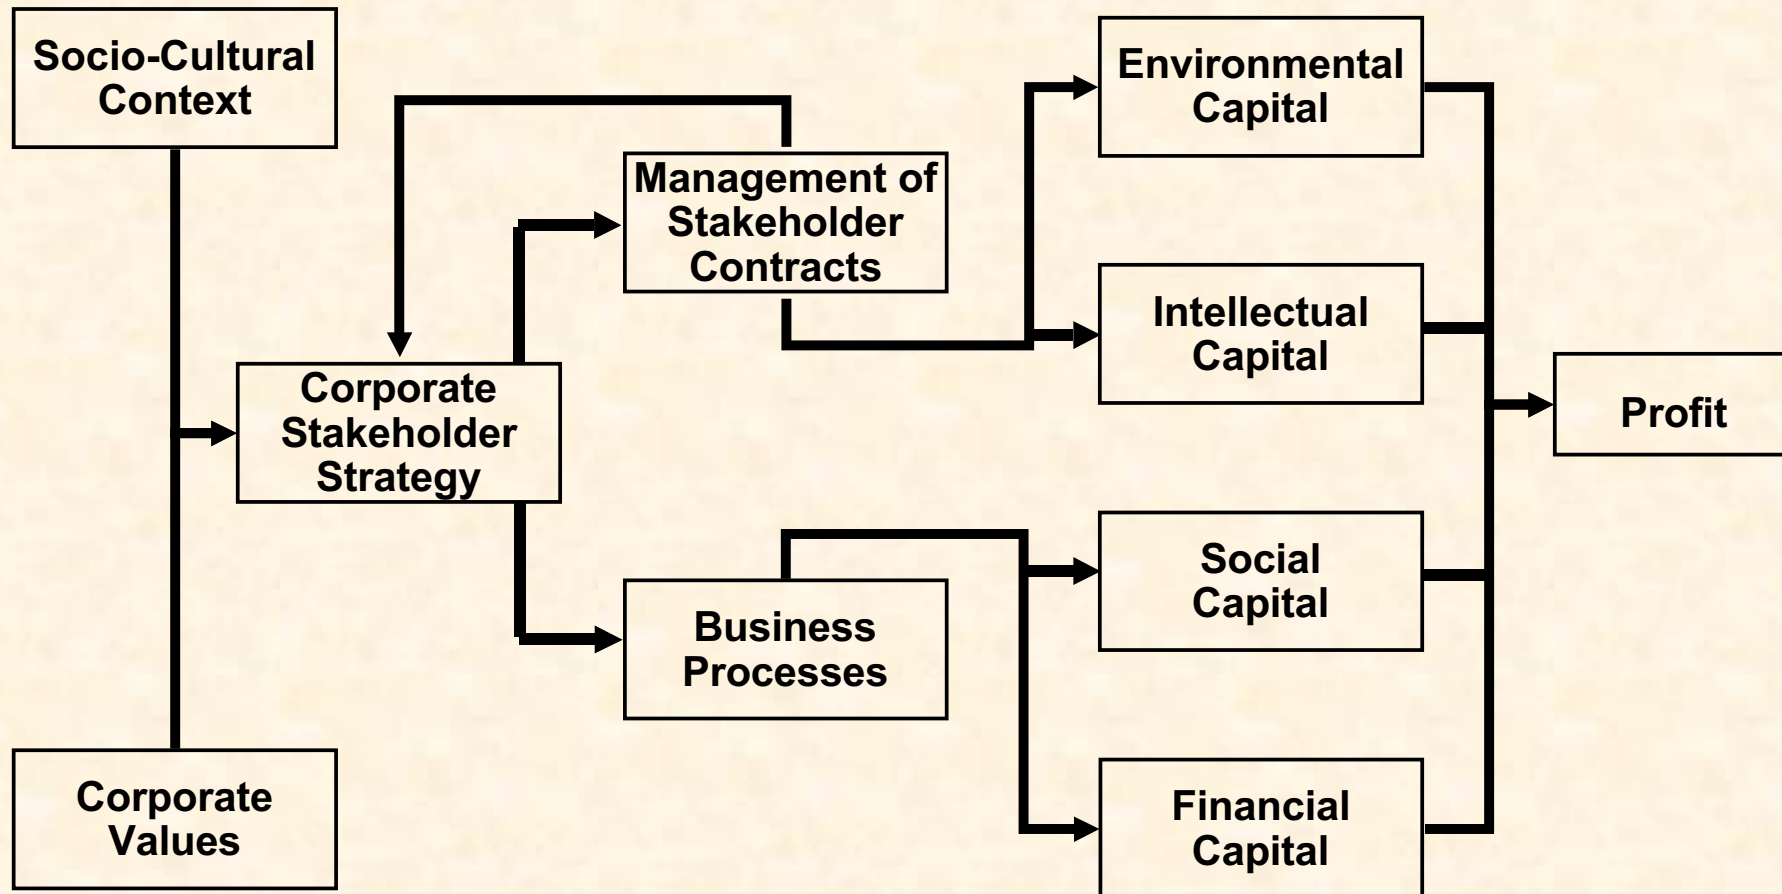 Socio-Cultural
Context
Environmental
Capital
Management of
Stakeholder
Contracts
Intellectual
Capital
Corporate
Stakeholder
Strategy
Profit
Social
Capital
Business
Processes
Corporate
Values
Financial
Capital